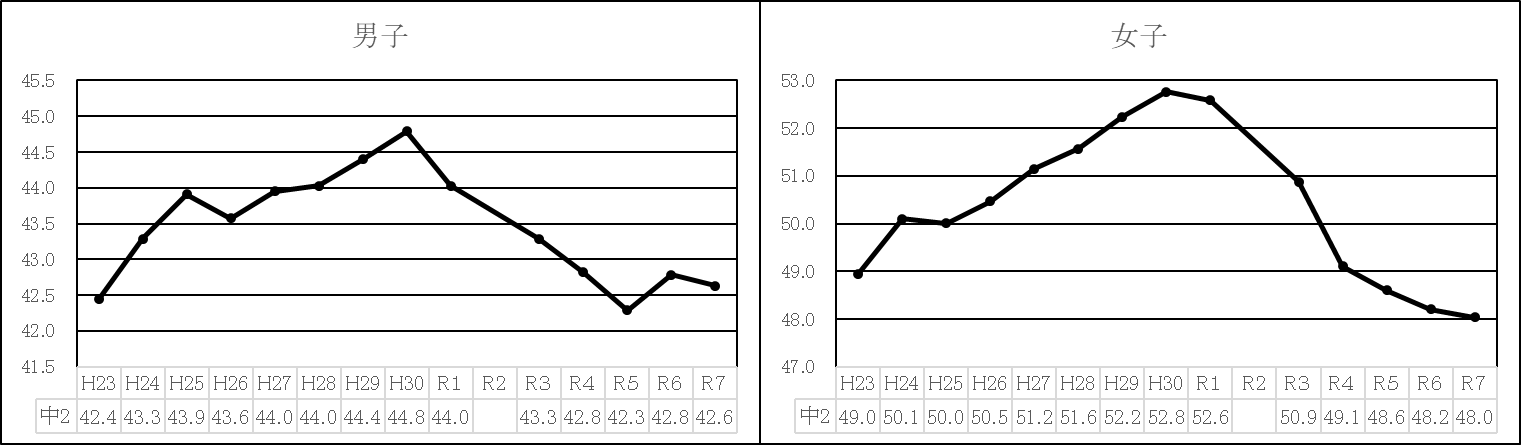 男子
45.5
45.0
44.5
44.0
43.5
43.0
42.5
42.0
41.5
H23 H24 H25 H26 H27 H28 H29 H30 R1 R2 R3 R4 R5 R6 R7
中2 42.4 43.3 43.9 43.6 44.0 44.0 44.4 44.8 44.0 43.3 42.8 42.3 42.8 42.6
女子
53.0
52.0
51.0
50.0
49.0
48.0
47.0
H23 H24 H25 H26 H27 H28 H29 H30 R1 R2 R3 R4 R5 R6 R7
中2 49.0 50.1 50.0 50.5 51.2 51.6 52.2 52.8 52.6 50.9 49.1 48.6 48.2 48.0